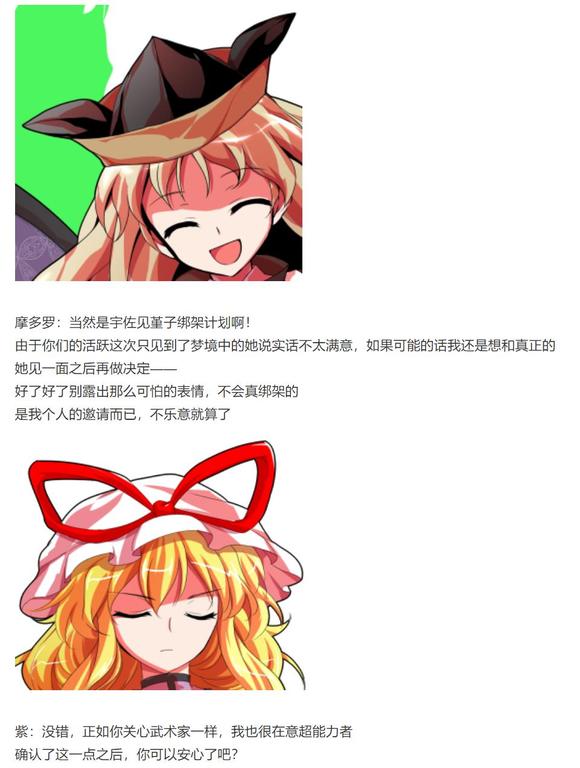 摩多罗：当然是宇佐见堇子绑架计划啊！
由于你们的活跃这次只见到了梦境中的她说实话不太满意，如果可能的话我还是想和真正的
她见一面之后再做决定——
好了好了别露出那么可怕的表情，不会真绑架的
是我个人的邀请而已，不乐意就算了
紫：没错，正如你关心武术家一样，我也很在意超能力者
确认了这一点之后，你可以安心了吧？